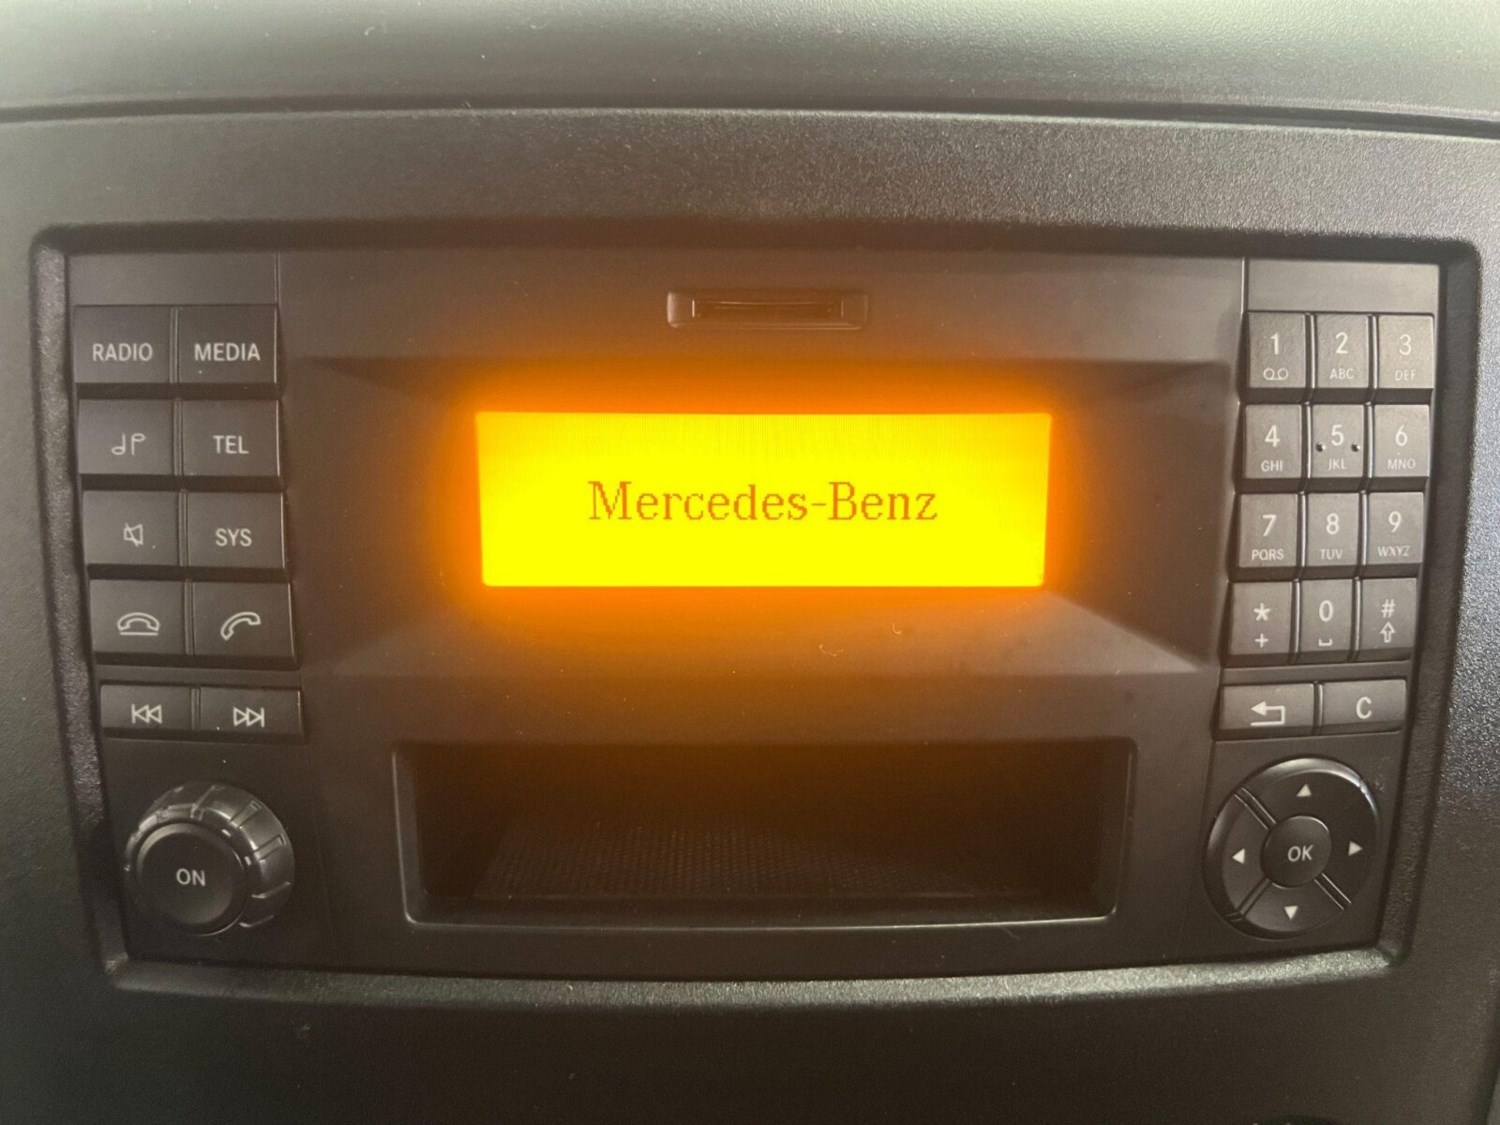 RADIO MEDIA
TEL
SYS
ON
Mercedes-Benz
1 2 3
ABC DEF
4 5 6
GHI JKL MNO
7 8 9
PQRS TUV WXYZ
* 0 #
+
C
OK